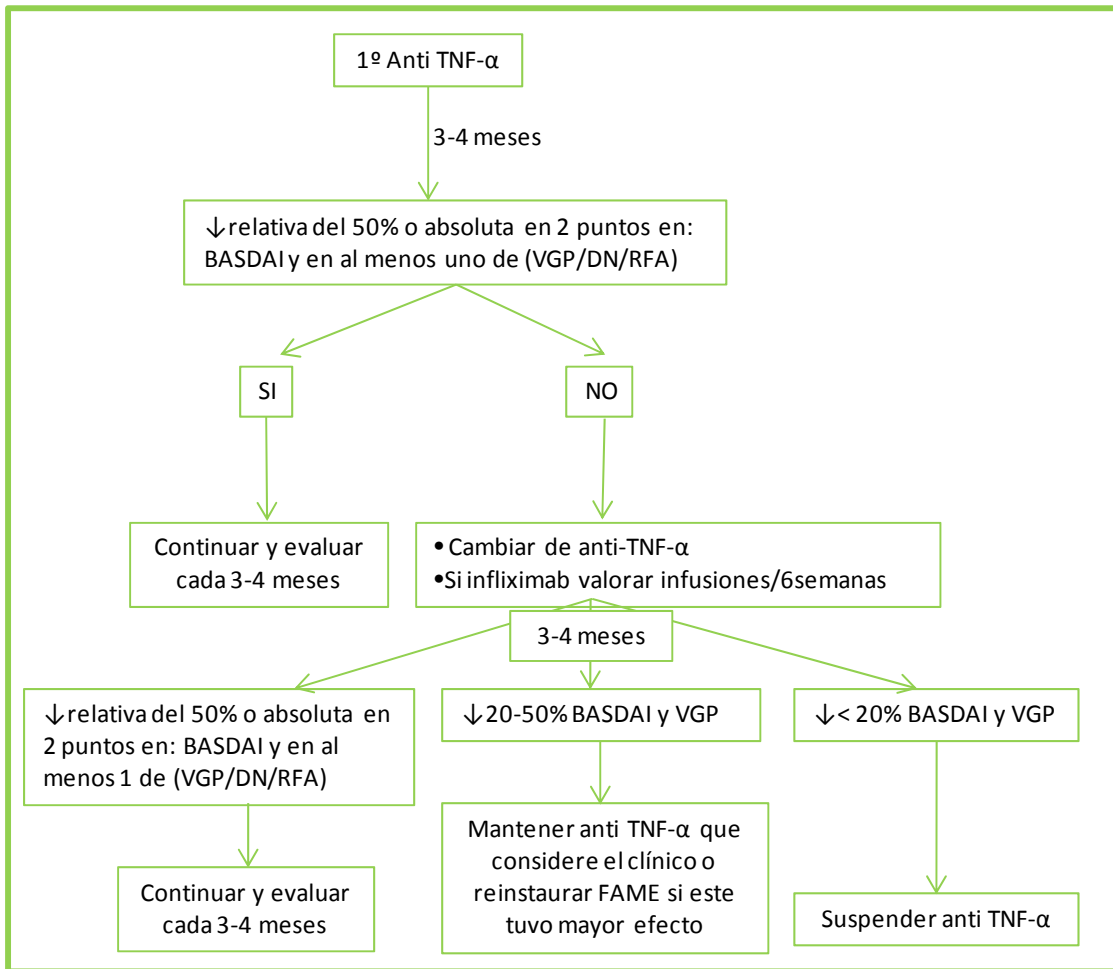 1º Anti TNF-α
3-4 meses
↓relativa del 50% o absoluta en 2 puntos en:
BASDAI y en al menos uno de (VGP/DN/RFA)
SI
NO
Continuar y evaluar
cada 3-4 meses
•Cambiar de anti-TNF-α
•Si infliximab valorar infusiones/6semanas
3-4 meses
↓relativa del 50% o absoluta en
2 puntos en: BASDAI y en al
menos 1 de (VGP/DN/RFA)
↓20-50% BASDAI y VGP
↓< 20% BASDAI y VGP
Continuar y evaluar
cada 3-4 meses
Mantener anti TNF-α que
considere el clínico o
reinstaurar FAME si este
tuvo mayor efecto
Suspender anti TNF-α